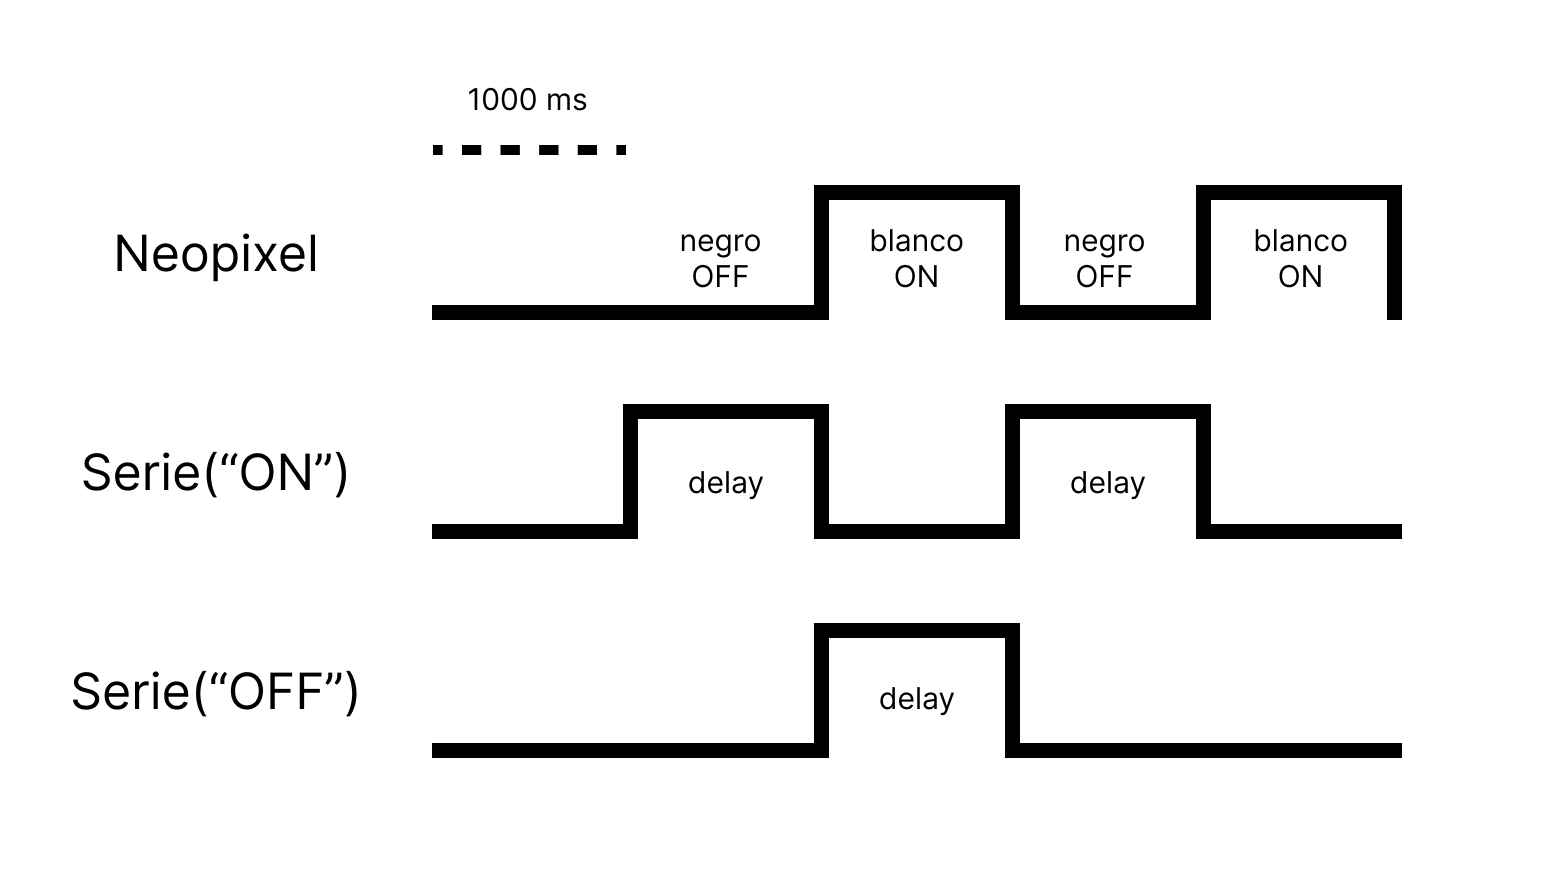 1000 ms
Neopixel
negro
OFF
blanco
ON
negro
OFF
blanco
ON
Serie(“ON”)
delay
delay
Serie(“OFF”)
delay